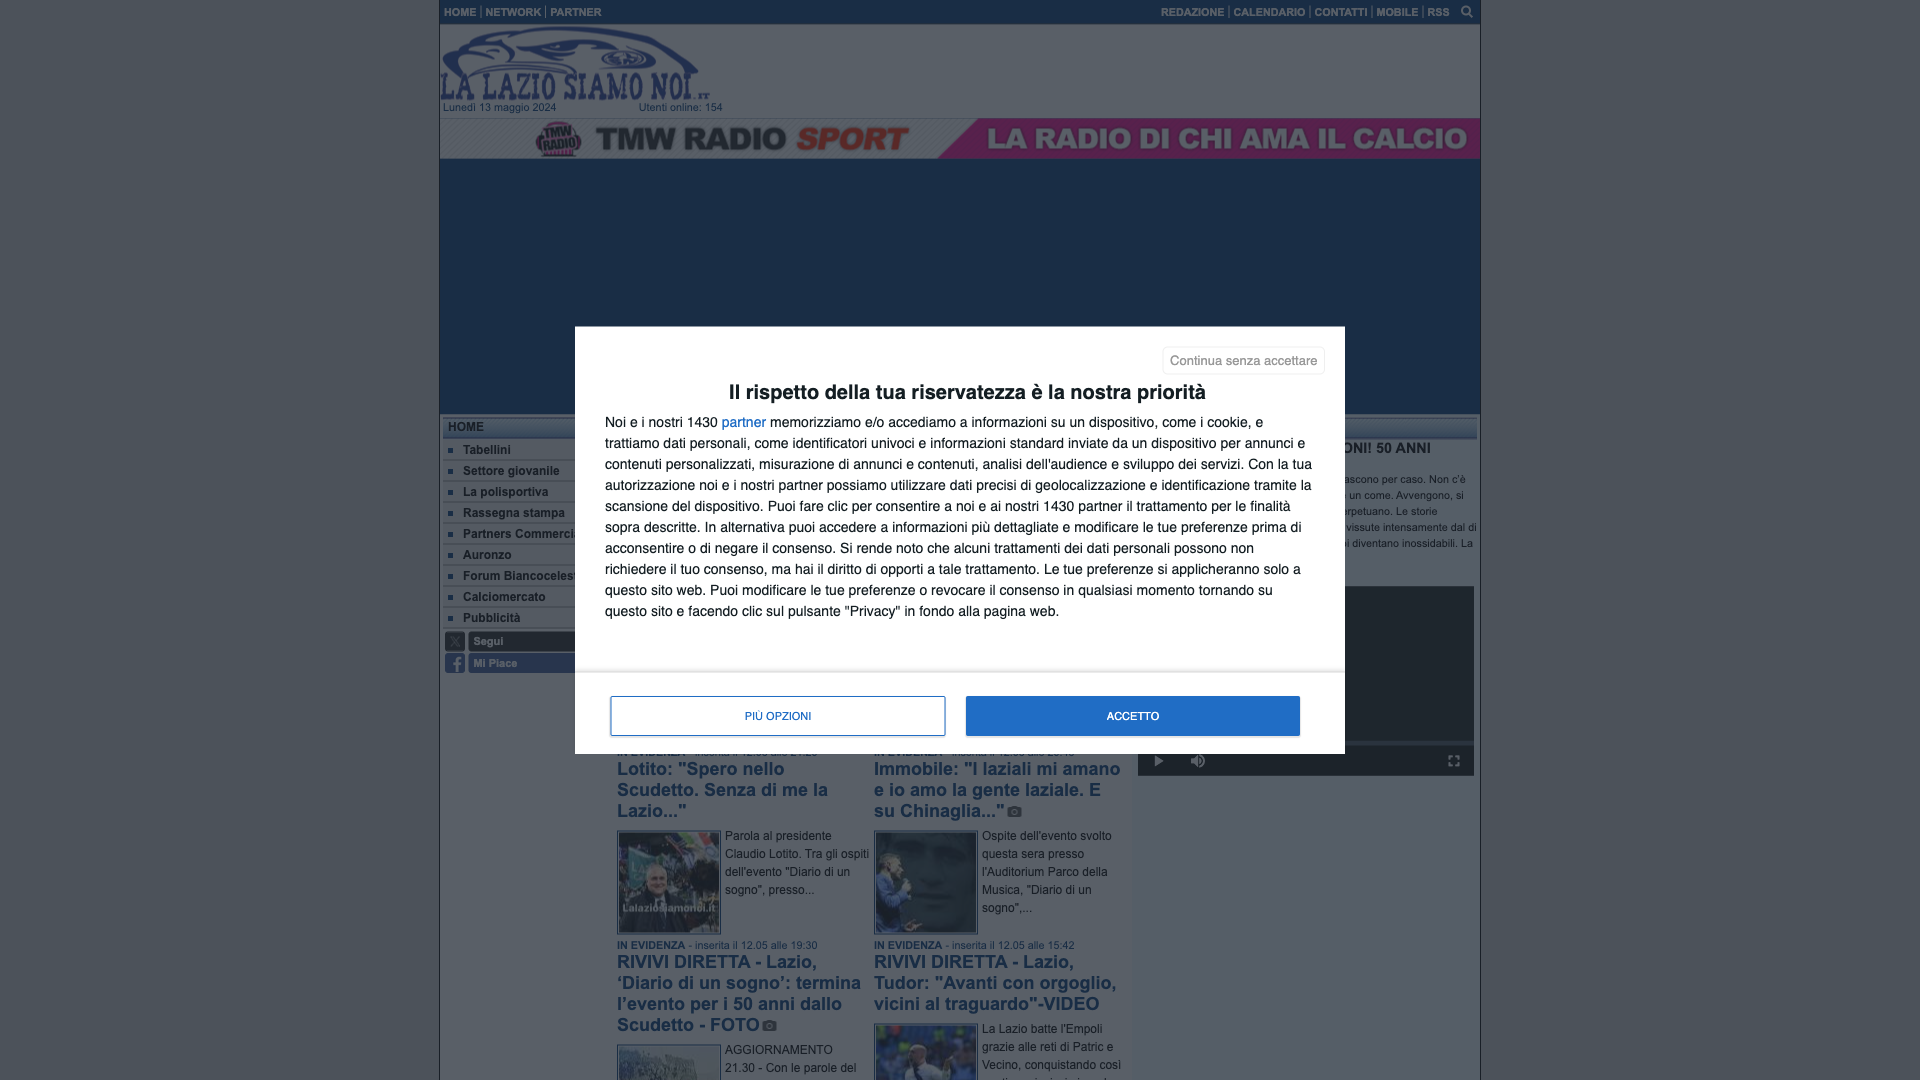 HOME | NETWORK | PARTNER
REDAZIONE | CALENDARIO | CONTATTI | MOBILE | RSS
LA LAZIO SIAMO NOI.IT
Lunedì 13 maggio 2024
Utenti online: 154
TMW RADIO TMW RADIO SPORT LA RADIO DI CHI AMA IL CALCIO
Continua senza accettare
Il rispetto della tua riservatezza è la nostra priorità
Noi e i nostri 1430 partner memorizziamo e/o accediamo a informazioni su un dispositivo, come i cookie, e
trattiamo dati personali, come identificatori univoci e informazioni standard inviate da un dispositivo per annunci e
contenuti personalizzati, misurazione di annunci e contenuti, analisi dell'audience e sviluppo dei servizi. Con la tua
autorizzazione noi e i nostri partner possiamo utilizzare dati precisi di geolocalizzazione e identificazione tramite la
scansione del dispositivo. Puoi fare clic per consentire a noi e ai nostri 1430 partner il trattamento per le finalità
sopra descritte. In alternativa puoi accedere a informazioni più dettagliate e modificare le tue preferenze prima di
acconsentire o di negare il consenso. Si rende noto che alcuni trattamenti dei dati personali possono non
richiedere il tuo consenso, ma hai il diritto di opporti a tale trattamento. Le tue preferenze si applicheranno solo a
questo sito web. Puoi modificare le tue preferenze o revocare il consenso in qualsiasi momento tornando su
questo sito e facendo clic sul pulsante "Privacy" in fondo alla pagina web.
PIÙ OPZIONI
ACCETTO
HOME
Tabellini
Settore giovanile
La polisportiva
Rassegna stampa
Partners Commercia
Auronzo
Forum Biancocelest
Calciomercato
Pubblicità
Segui
Mi Piace
ONI! 50 ANNI
ascono per caso. Non c'è
un come. Avvengono, si
rpetuano. Le storie
vissute intensamente dal di
i diventano inossidabili. La
Lotito: "Spero nello
Scudetto. Senza di me la
Lazio..."
Parola al presidente
Claudio Lotito. Tra gli ospiti
dell'evento "Diario di un
sogno", presso...
Lalaziosiamonoi.it
Immobile: "I laziali mi amano
e io amo la gente laziale. E
su Chinaglia..."
Ospite dell'evento svolto
questa sera presso
l'Auditorium Parco della
Musica, "Diario di un
sogno",...
IN EVIDENZA - inserita il 12.05 alle 19:30
RIVIVI DIRETTA - Lazio,
‘Diario di un sogno’: termina
l’evento per i 50 anni dallo
Scudetto - FOTO
AGGIORNAMENTO
21.30 - Con le parole del
IN EVIDENZA - inserita il 12.05 alle 15:42
RIVIVI DIRETTA - Lazio,
Tudor: "Avanti con orgoglio,
vicini al traguardo"-VIDEO
La Lazio batte l'Empoli
grazie alle reti di Patric e
Vecino, conquistando così